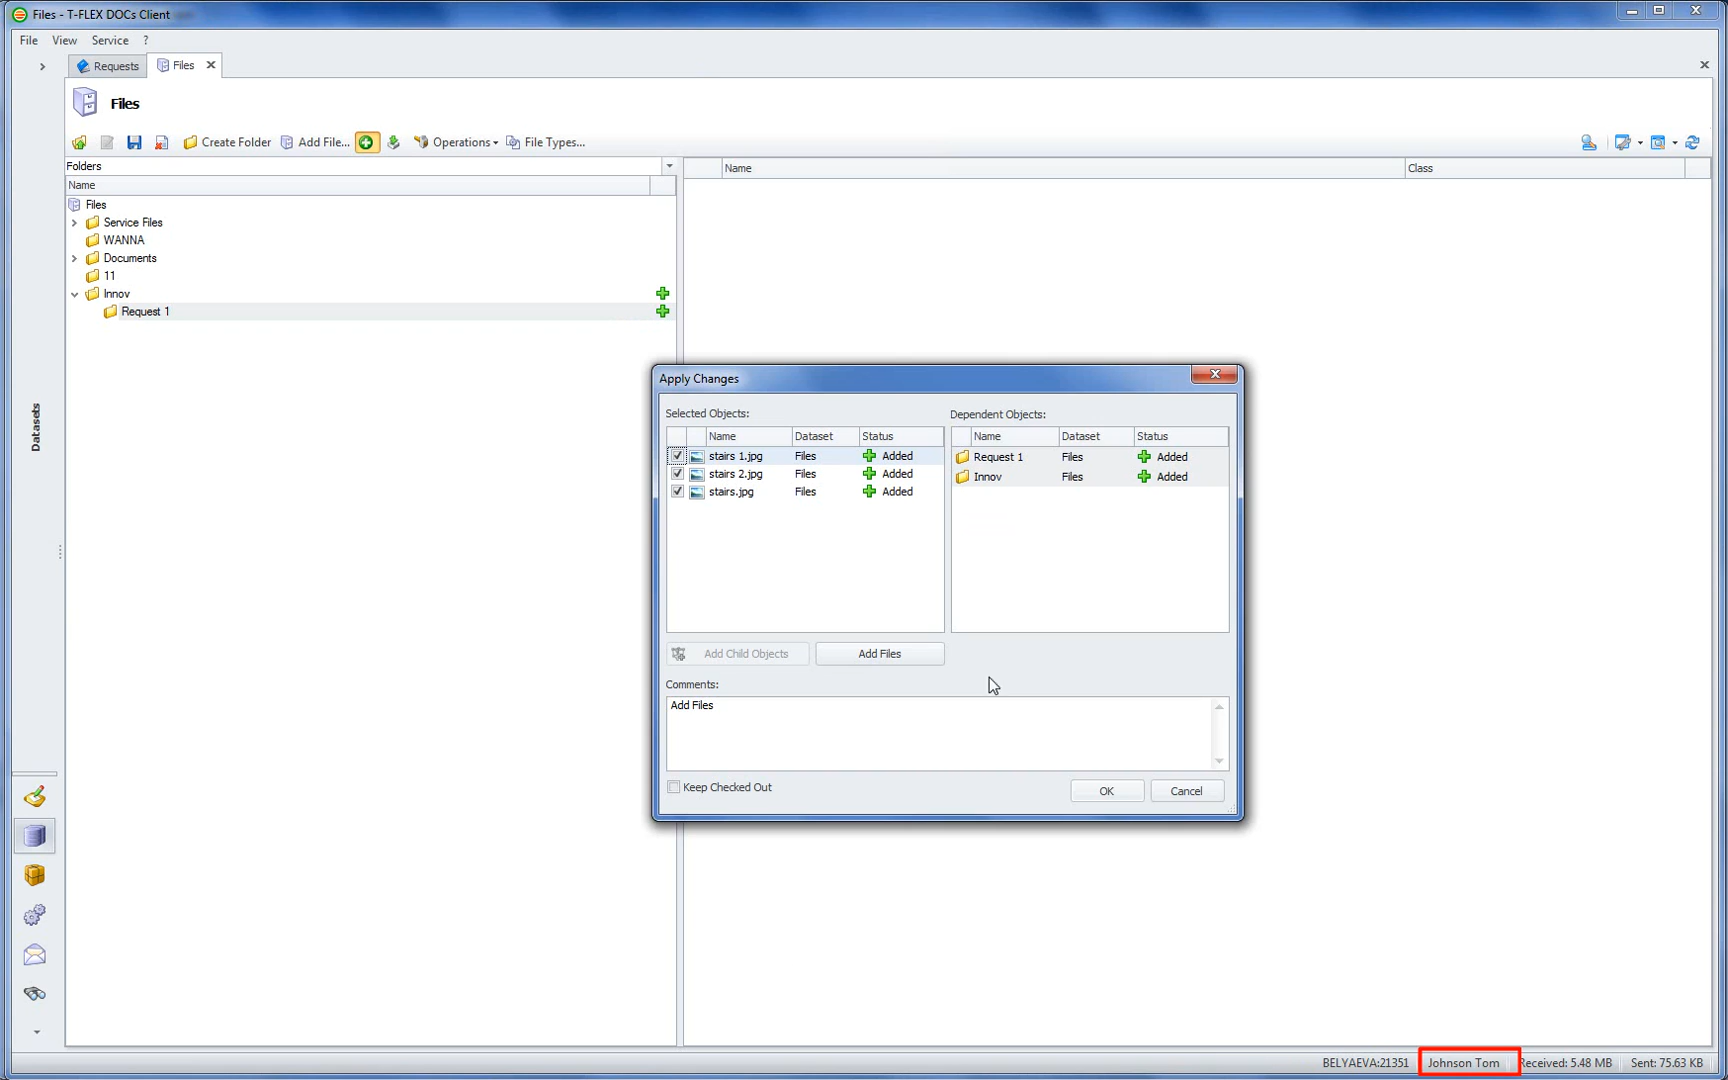 Files - T-FLEX DOCs Client
File View Service ?
Requests Files
Files
Create Folder Add File... Operations File Types...
Folders
Name
Name Class
Files
Service Files
WANNA
Documents
11
Innov
Request 1
Datasets
Apply Changes
Selected Objects: Dependent Objects:
Name Dataset Status Name Dataset Status
stairs 1.jpg Files Added Request 1 Files Added
stairs 2.jpg Files Added Innov Files Added
stairs.jpg Files Added
Add Child Objects Add Files
Comments:
Add Files
Keep Checked Out OK Cancel
BELYAEVA:21351 Johnson Tom Received: 5.48 MB Sent: 75.63 KB